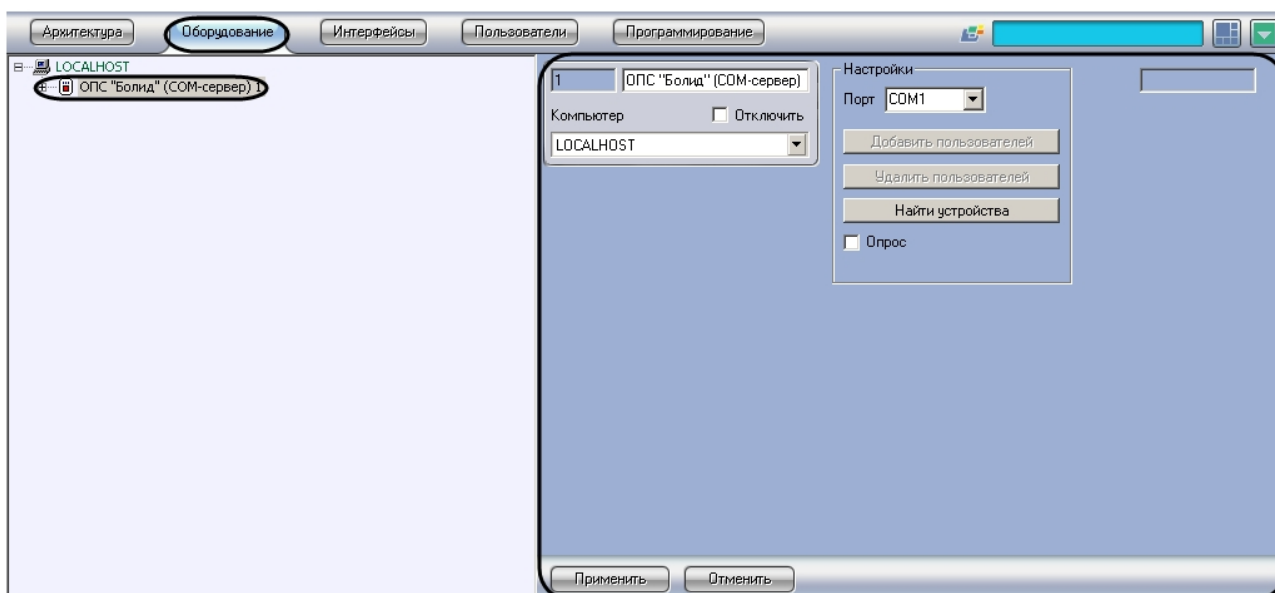 Архитектура Оборудование Интерфейсы Пользователи Программирование
LOCALHOST
ОПС "Болид" (COM-сервер) 1
1 ОПС "Болид" (COM-сервер)
Компьютер Отключить
LOCALHOST
Настройки
Порт COM1
Добавить пользователей
Удалить пользователей
Найти устройства
Опрос
Применить Отменить